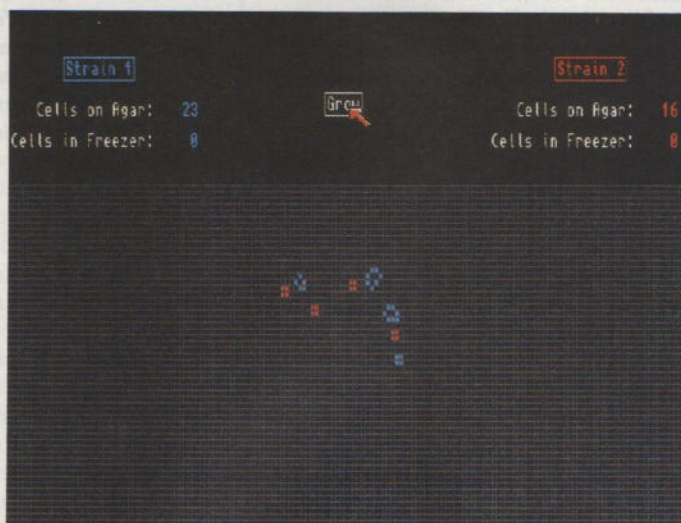 Strain 1
Strain 2
Grow
Cells on Agar: 23
Cells on Agar: 16
Cells in Freezer: 0
Cells in Freezer: 0